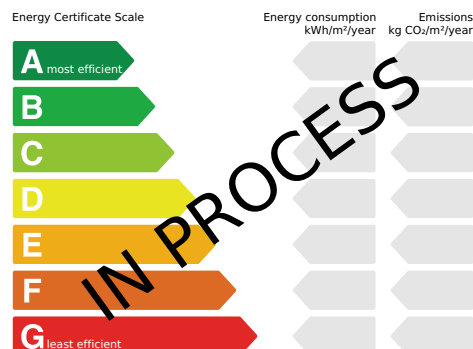 Energy Certificate Scale
Energy consumption
kWh/m²/year
Emissions
kg CO₂/m²/year
A most efficient
B
C
D
E
F
G least efficient
IN PROCESS